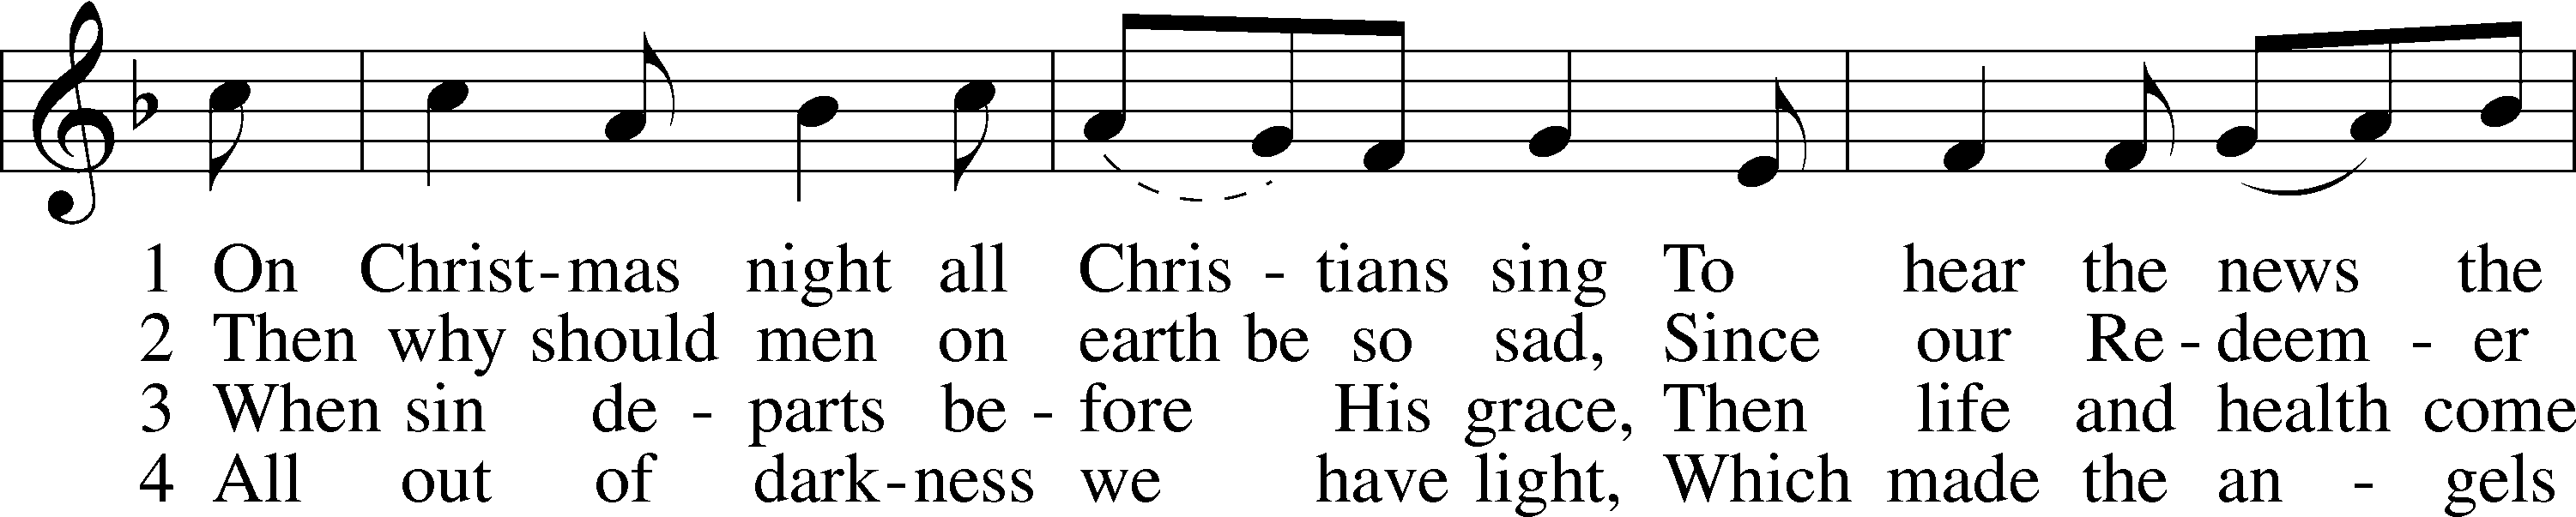 1 On Christ-mas night all Chris - tians sing To hear the news the
2 Then why should men on earth be so sad, Since our Re-deem - er
3 When sin de - parts be - fore His grace, Then life and health come
4 All out of dark-ness we have light, Which made the an - gels